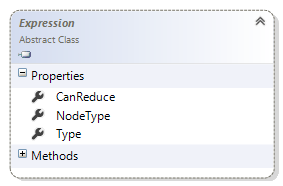 Expression
Abstract Class
Properties
CanReduce
NodeType
Type
Methods